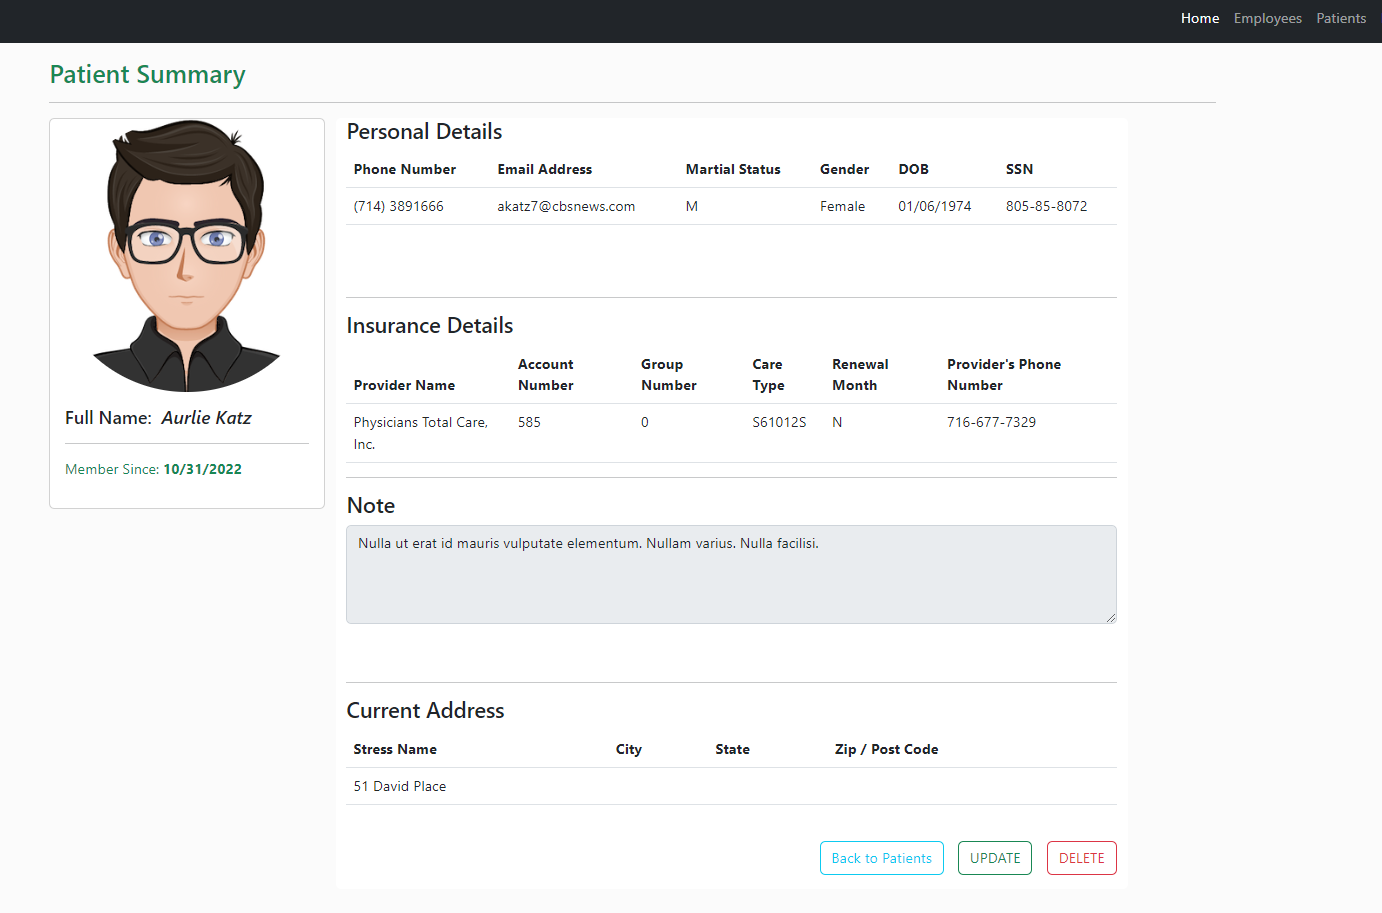 Home Employees Patients
Patient Summary
Full Name: Aurlie Katz
Member Since: 10/31/2022
Personal Details
Phone Number Email Address Martial Status Gender DOB SSN
(714) 3891666 akatz7@cbsnews.com M Female 01/06/1974 805-85-8072
Insurance Details
Provider Name Account Number Group Number Care Type Renewal Month Provider's Phone Number
Physicians Total Care, Inc. 585 0 S61012S N 716-677-7329
Note
Nulla ut erat id mauris vulputate elementum. Nullam varius. Nulla facilisi.
Current Address
Stress Name City State Zip / Post Code
51 David Place
Back to Patients UPDATE DELETE